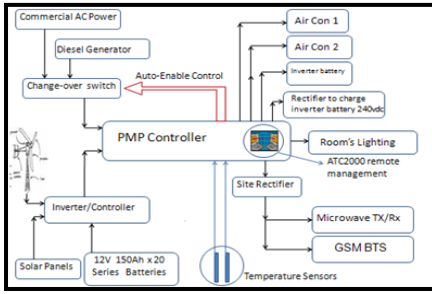 Commercial AC Power
Diesel Generator
Change-over switch
Auto-Enable Control
Air Con 1
Air Con 2
Inverter battery
Rectifier to charge
inverter battery 240vdc
PMP Controller
Room's Lighting
ATC2000 remote
management
Site Rectifier
Inverter/Controller
Microwave TX/Rx
GSM BTS
Solar Panels
12V 150Ah x 20
Series Batteries
Temperature Sensors